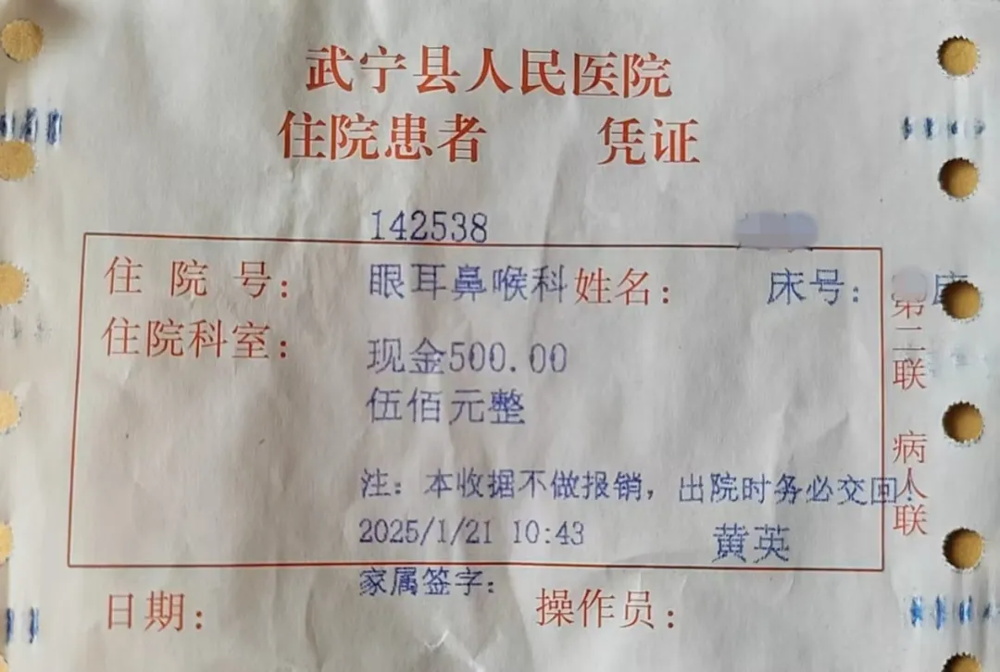 武宁县人民医院
住院患者 凭证
142538
住院号： 眼耳鼻喉科 姓名： 床号： 床
住院科室：
现金500.00
伍佰元整
注：本收据不做报销，出院时务必交回！
2025/1/21 10:43 黄英
家属签字：
日期： 操作员：
第二联 病人联